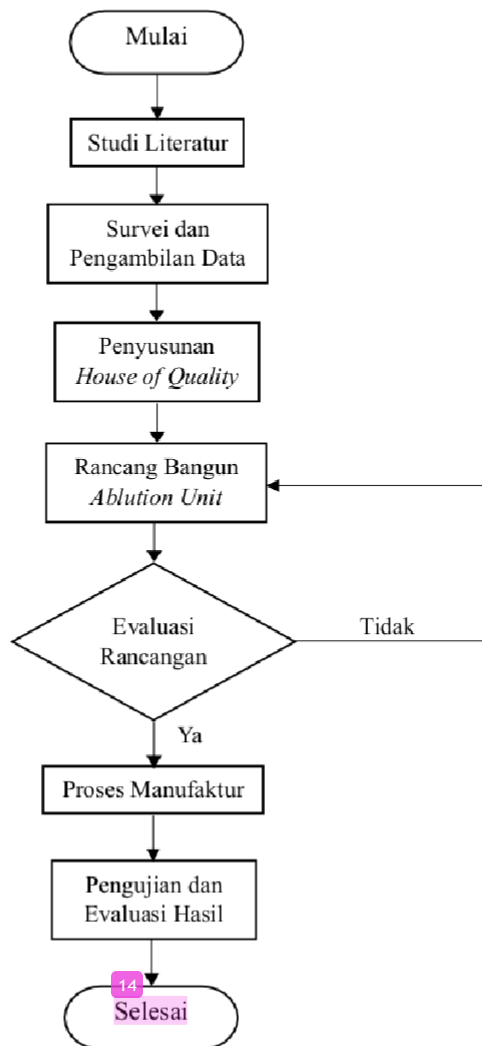 Mulai
Studi Literatur
Survei dan
Pengambilan Data
Penyusunan
House of Quality
Rancang Bangun
Ablution Unit
Evaluasi
Rancangan
Tidak
Ya
Proses Manufaktur
Pengujian dan
Evaluasi Hasil
14
Selesai